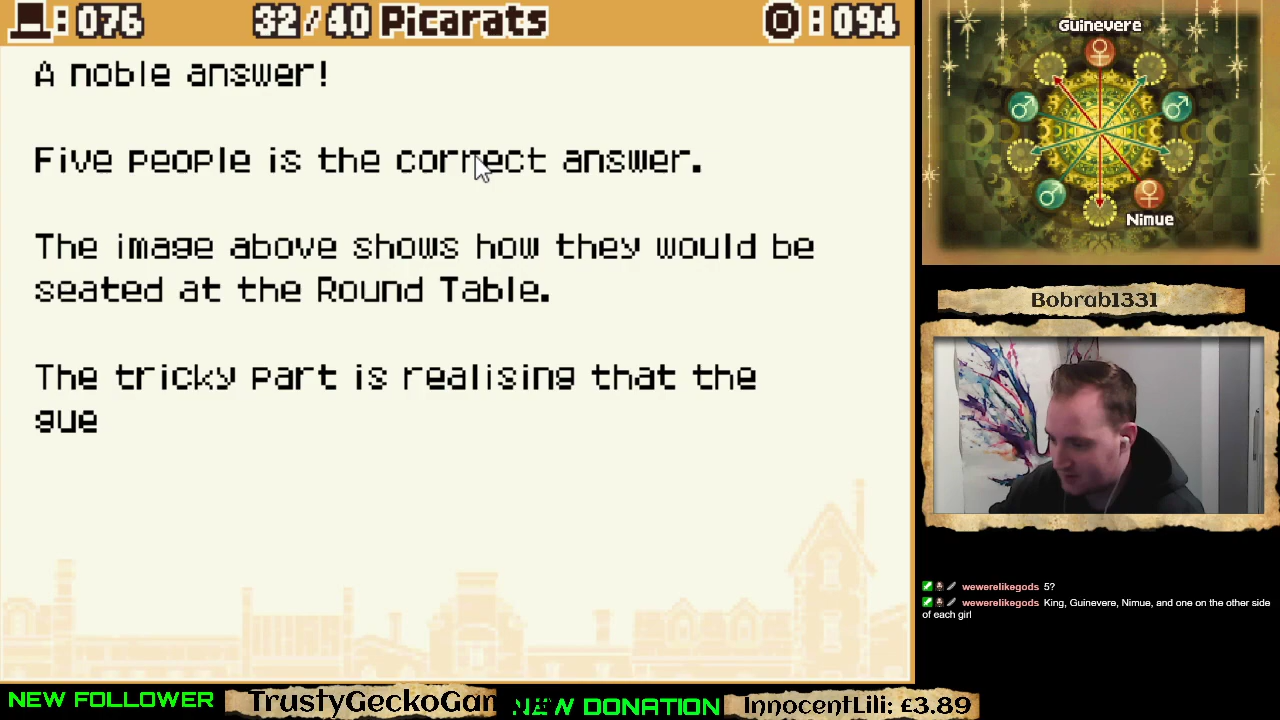 : 076 32/40 Picarats : 094
A noble answer!
Five people is the correct answer.
The image above shows how they would be
seated at the Round Table.
The tricky part is realising that the
gue
Guinevere
Nimue
Bobrab1331
wewerelikegods 5?
wewerelikegods King, Guinevere, Nimue, and one on the other side
of each girl
NEW FOLLOWER TrustyGeckoGam NEW DONATION InnocentLili: £3.89